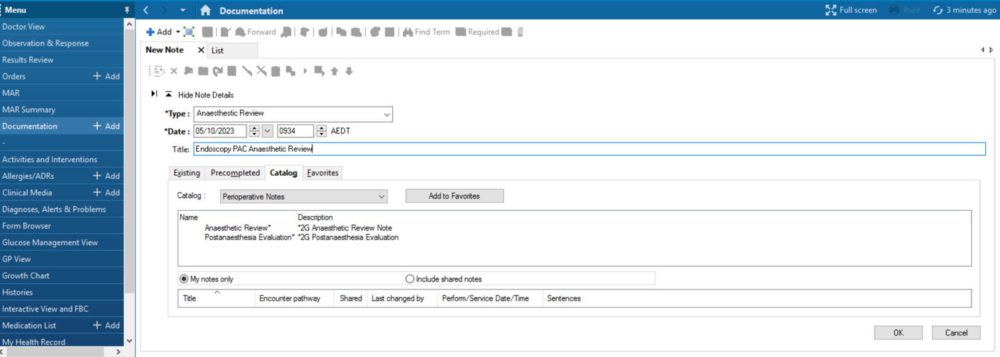 Menu
Documentation
Full screen
Print
3 minutes ago
Doctor View
Observation & Response
Results Review
Orders + Add
MAR
MAR Summary
Documentation + Add
-
Activities and Interventions
Allergies/ADRs + Add
Clinical Media + Add
Diagnoses, Alerts & Problems
Form Browser
Glucose Management View
GP View
Growth Chart
Histories
Interactive View and FBC
Medication List + Add
My Health Record
Add
Forward
Find Term
Required
New Note
List
Hide Note Details
*Type : Anaesthestic Review
*Date : 05/10/2023 0934 AEDT
Title: Endoscopy PAC Anaesthetic Review
Existing Precompleted Catalog Favorites
Catalog : Perioperative Notes Add to Favorites
Name Description
Anaesthetic Review* *2G Anaesthetic Review Note
Postanaesthesia Evaluation* *2G Postanaesthesia Evaluation
My notes only Include shared notes
Title Encounter pathway Shared Last changed by Perform/Service Date/Time Sentences
OK Cancel